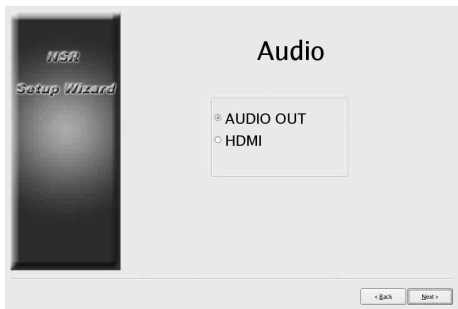 NSR
Setup Wizard
Audio
AUDIO OUT
HDMI
< Back
Next >